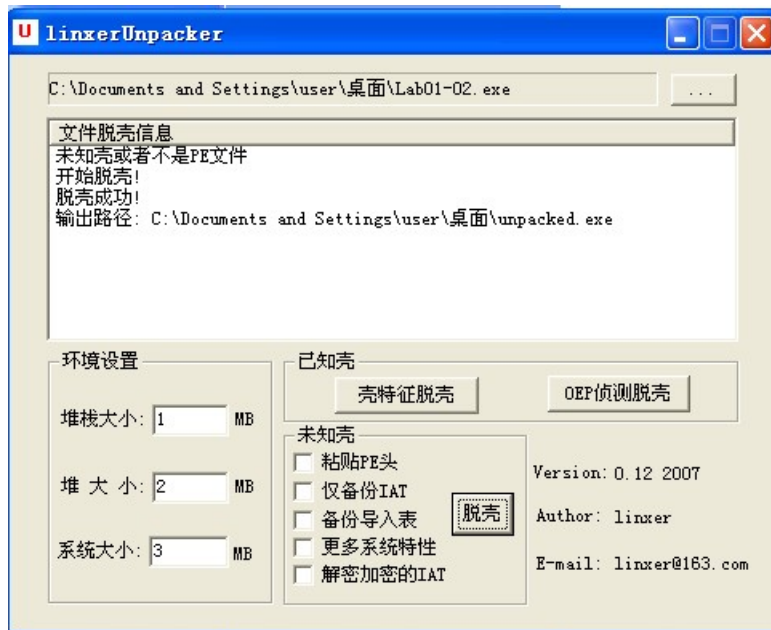 U linxerUnpacker
C:\Documents and Settings\user\桌面\Lab01-02.exe ...
文件脱壳信息
未知壳或者不是PE文件
开始脱壳!
脱壳成功!
输出路径: C:\Documents and Settings\user\桌面\unpacked.exe
环境设置
堆栈大小: 1 MB
堆 大 小: 2 MB
系统大小: 3 MB
已知壳
壳特征脱壳 OEP侦测脱壳
未知壳
粘贴PE头
仅备份IAT
备份导入表
更多系统特性
解密加密的IAT
脱壳
Version: 0.12 2007
Author: linxer
E-mail: linxer@163.com